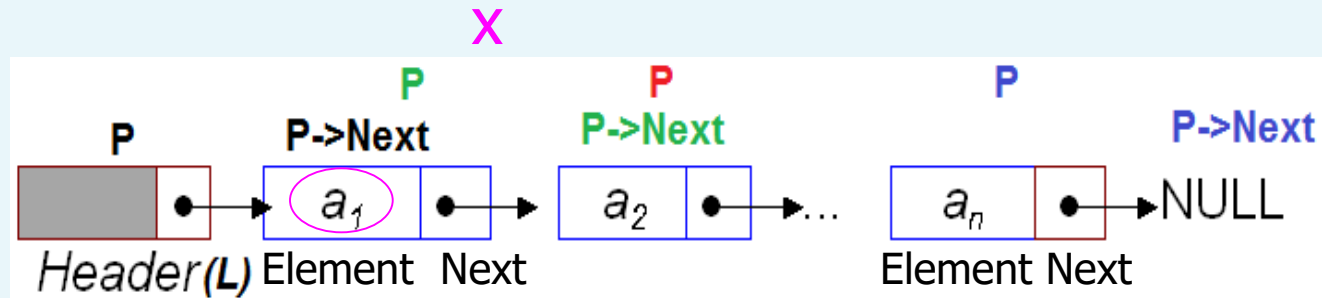 X
P P P
P P->Next P->Next P->Next
a1 a2 ... an NULL
Header(L) Element Next Element Next